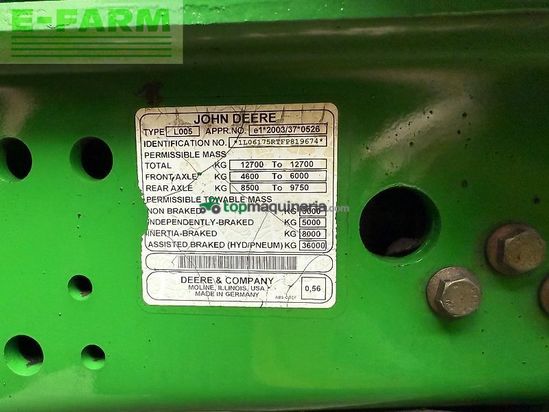 E-FARM
JOHN DEERE
TYPE L005 APPR.NO. e1*2003/37*0526
IDENTIFICATION NO. *1L06175RTFP819674*
PERMISSIBLE MASS
TOTAL KG 12700 To 12700
FRONT AXLE KG 4600 To 6000
REAR AXLE KG 8500 To 9750
PERMISSIBLE TOWABLE MASS
topmaquinaria.com
NON BRAKED KG
INDEPENDENTLY-BRAKED KG 5000
INERTIA-BRAKED KG 8000
ASSISTED BRAKED (HYD/PNEUM) KG 36000
DEERE & COMPANY
MOLINE, ILLINOIS, USA
MADE IN GERMANY
0,56